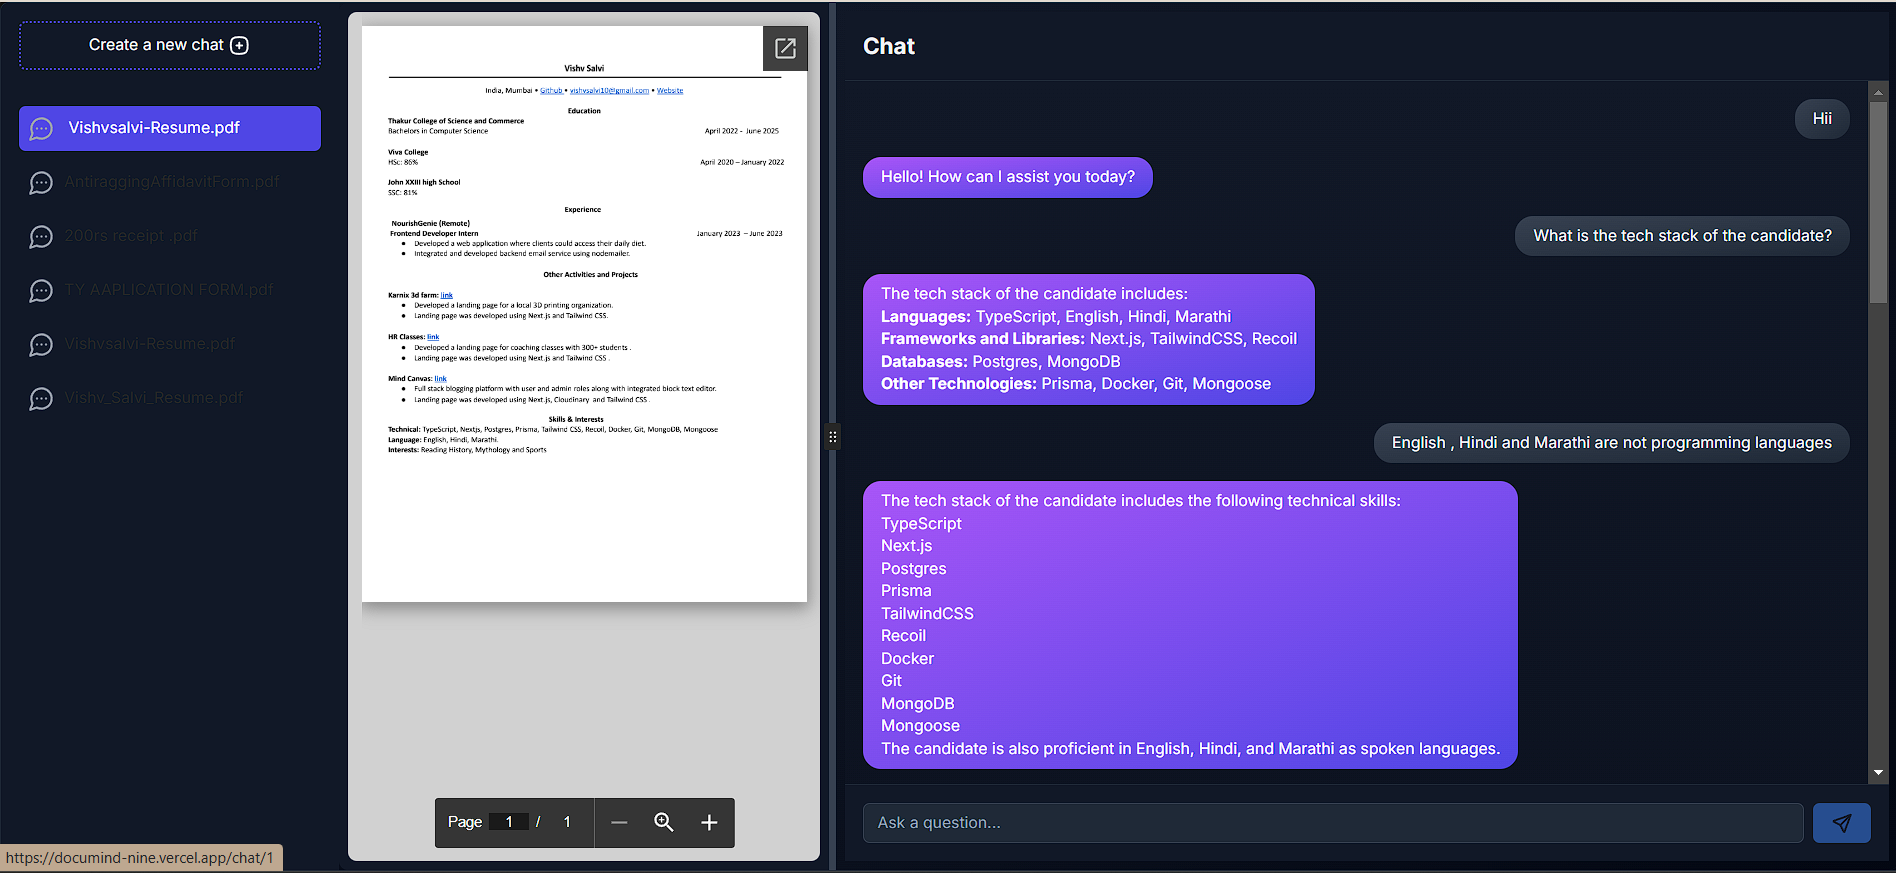 Create a new chat
Vishvsalvi-Resume.pdf
AntiraggingAffidavitForm.pdf
200rs receipt .pdf
TY AAPLICATION FORM.pdf
Vishvsalvi-Resume.pdf
Vishv_Salvi_Resume.pdf
https://documind-nine.vercel.app/chat/1
Vishv Salvi
India, Mumbai • Github • vishvsalvi10@gmail.com • Website
Education
Thakur College of Science and Commerce
Bachelors in Computer Science April 2022 - June 2025
Viva College
HSc: 86% April 2020 – January 2022
John XXIII high School
SSC: 81%
Experience
NourishGenie (Remote)
Frontend Developer Intern January 2023 – June 2023
• Developed a web application where clients could access their daily diet.
• Integrated and developed backend email service using nodemailer.
Other Activities and Projects
Karnix 3d farm: link
• Developed a landing page for a local 3D printing organization.
• Landing page was developed using Next.js and Tailwind CSS.
HR Classes: link
• Developed a landing page for coaching classes with 300+ students .
• Landing page was developed using Next.js and Tailwind CSS .
Mind Canvas: link
• Full stack blogging platform with user and admin roles along with integrated block text editor.
• Landing page was developed using Next.js, Cloudinary and Tailwind CSS .
Skills & Interests
Technical: TypeScript, Nextjs, Postgres, Prisma, Tailwind CSS, Recoil, Docker, Git, MongoDB, Mongoose
Language: English, Hindi, Marathi.
Interests: Reading History, Mythology and Sports
Page 1 / 1
Chat
Hii
Hello! How can I assist you today?
What is the tech stack of the candidate?
The tech stack of the candidate includes:
Languages: TypeScript, English, Hindi, Marathi
Frameworks and Libraries: Next.js, TailwindCSS, Recoil
Databases: Postgres, MongoDB
Other Technologies: Prisma, Docker, Git, Mongoose
English , Hindi and Marathi are not programming languages
The tech stack of the candidate includes the following technical skills:
TypeScript
Next.js
Postgres
Prisma
TailwindCSS
Recoil
Docker
Git
MongoDB
Mongoose
The candidate is also proficient in English, Hindi, and Marathi as spoken languages.
Ask a question...